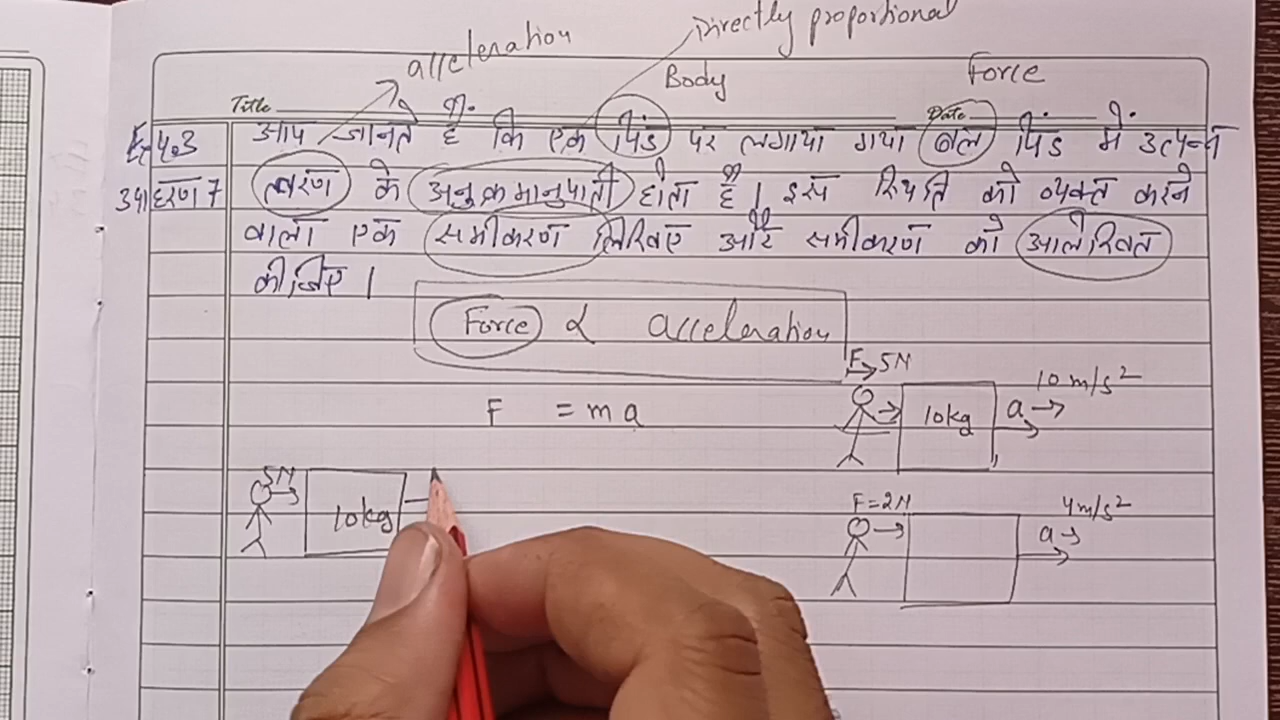 acceleration Directly proportional
Body Force
Title Date
Ex 4.3 आप जानते हैं कि एक पिंड पर लगाया गया बल पिंड में उत्पन्न
उदाहरण 7 त्वरण के अनुक्रमानुपाती होता है। इस स्थिति को व्यक्त करने
वाला एक समीकरण लिखिए और समीकरण को आलेखित
कीजिए।
Force ∝ acceleration
F → 5N
F = ma
10kg a → 10 m/s²
5N 10kg
F=2N a → 4m/s²